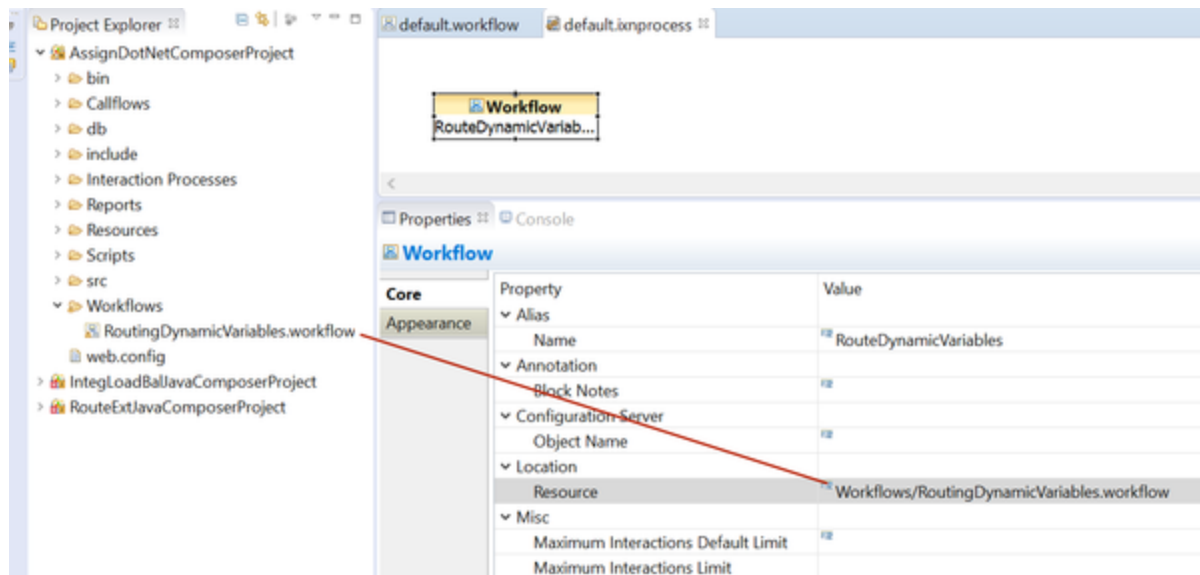 Project Explorer
AssignDotNetComposerProject
bin
Callflows
db
include
Interaction Processes
Reports
Resources
Scripts
src
Workflows
RoutingDynamicVariables.workflow
web.config
IntegLoadBalJavaComposerProject
RouteExtJavaComposerProject
default.workflow
default.ixnprocess
Workflow
RouteDynamicVariab...
Properties
Console
Workflow
Core
Appearance
Property Value
Alias
Name RouteDynamicVariables
Annotation
Block Notes
Configuration Server
Object Name
Location
Resource Workflows/RoutingDynamicVariables.workflow
Misc
Maximum Interactions Default Limit
Maximum Interactions Limit